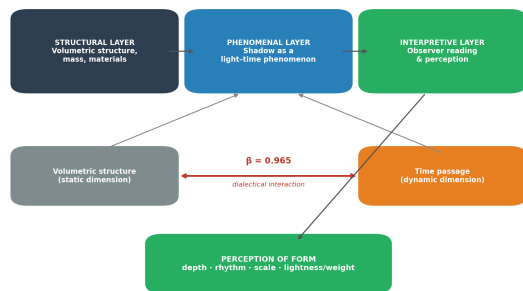 STRUCTURAL LAYER
Volumetric structure,
mass, materials
PHENOMENAL LAYER
Shadow as a
light–time phenomenon
INTERPRETIVE LAYER
Observer reading
& perception
Volumetric structure
(static dimension)
β = 0.965
dialectical interaction
Time passage
(dynamic dimension)
PERCEPTION OF FORM
depth · rhythm · scale · lightness/weight